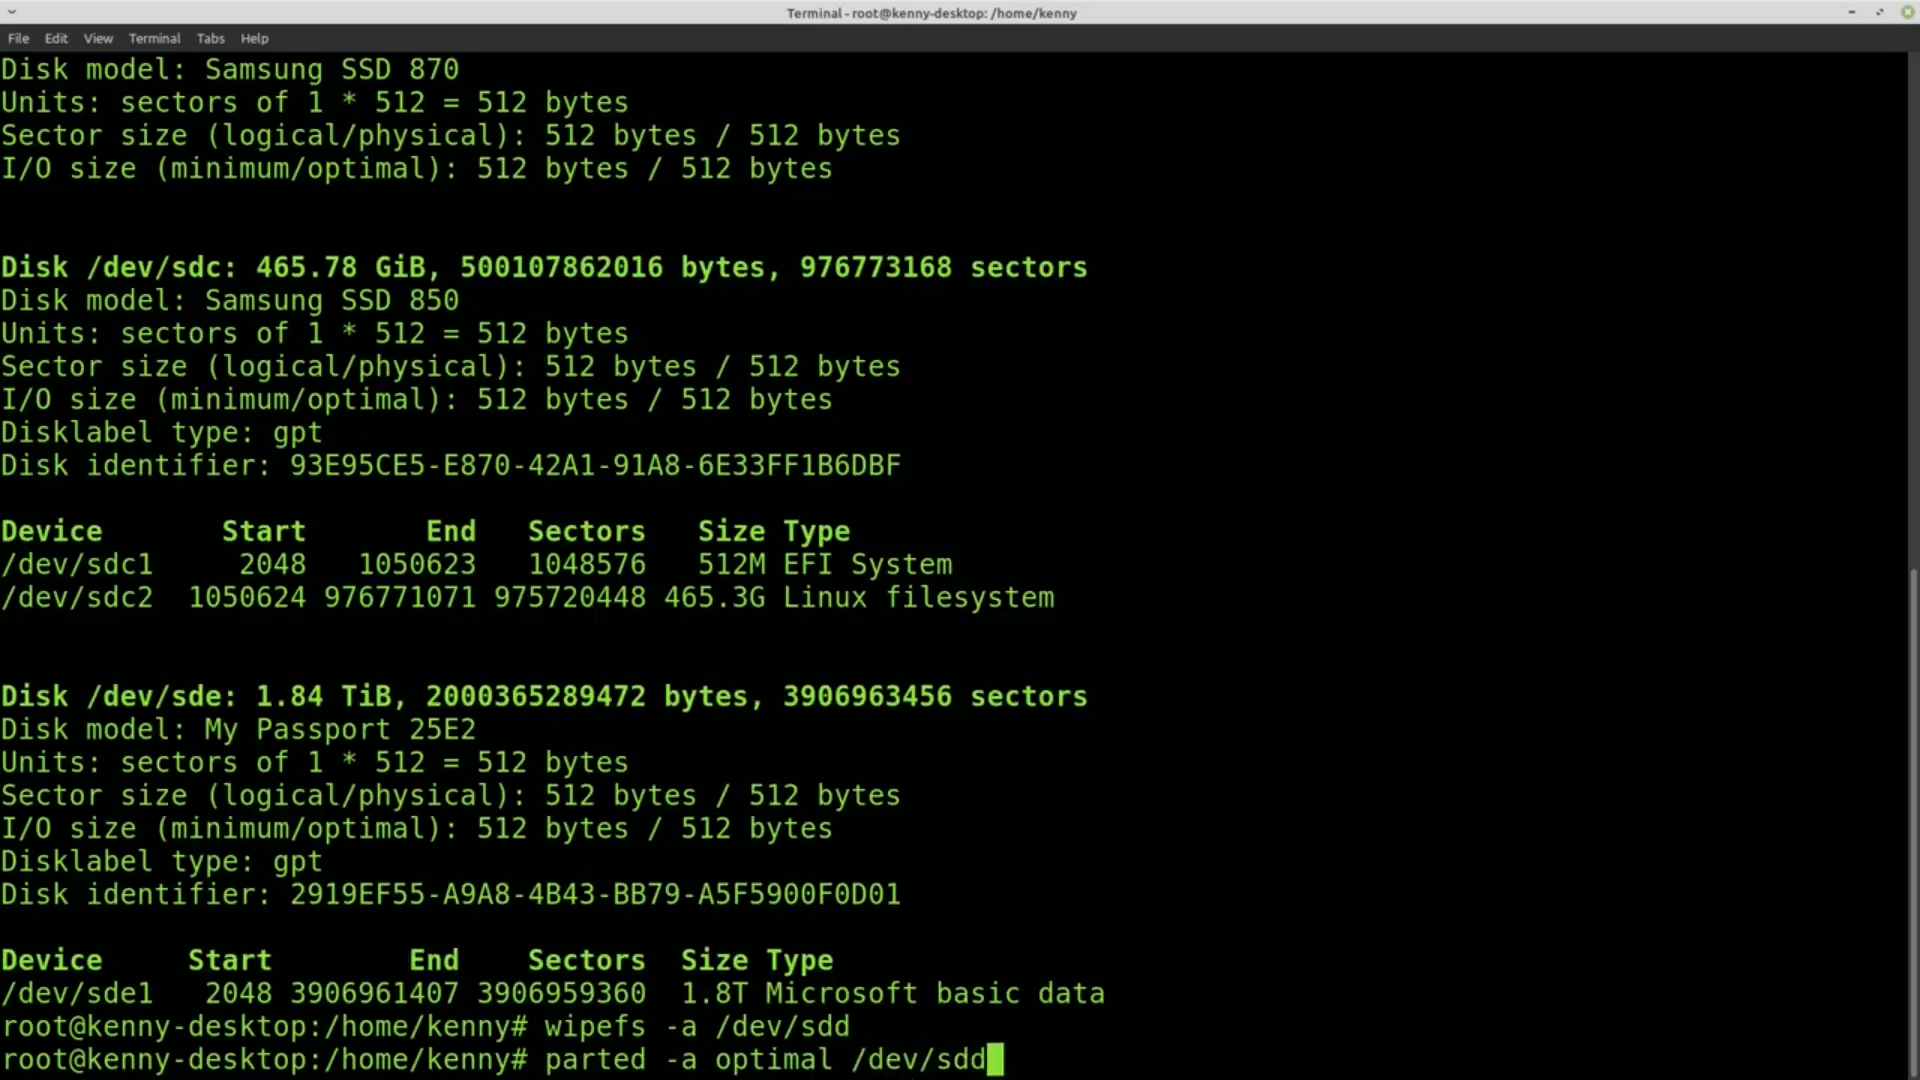 Terminal - root@kenny-desktop: /home/kenny
File Edit View Terminal Tabs Help
Disk model: Samsung SSD 870
Units: sectors of 1 * 512 = 512 bytes
Sector size (logical/physical): 512 bytes / 512 bytes
I/O size (minimum/optimal): 512 bytes / 512 bytes
Disk /dev/sdc: 465.78 GiB, 500107862016 bytes, 976773168 sectors
Disk model: Samsung SSD 850
Units: sectors of 1 * 512 = 512 bytes
Sector size (logical/physical): 512 bytes / 512 bytes
I/O size (minimum/optimal): 512 bytes / 512 bytes
Disklabel type: gpt
Disk identifier: 93E95CE5-E870-42A1-91A8-6E33FF1B6DBF
Device Start End Sectors Size Type
/dev/sdc1 2048 1050623 1048576 512M EFI System
/dev/sdc2 1050624 976771071 975720448 465.3G Linux filesystem
Disk /dev/sde: 1.84 TiB, 2000365289472 bytes, 3906963456 sectors
Disk model: My Passport 25E2
Units: sectors of 1 * 512 = 512 bytes
Sector size (logical/physical): 512 bytes / 512 bytes
I/O size (minimum/optimal): 512 bytes / 512 bytes
Disklabel type: gpt
Disk identifier: 2919EF55-A9A8-4B43-BB79-A5F5900F0D01
Device Start End Sectors Size Type
/dev/sde1 2048 3906961407 3906959360 1.8T Microsoft basic data
root@kenny-desktop:/home/kenny# wipefs -a /dev/sdd
root@kenny-desktop:/home/kenny# parted -a optimal /dev/sdd